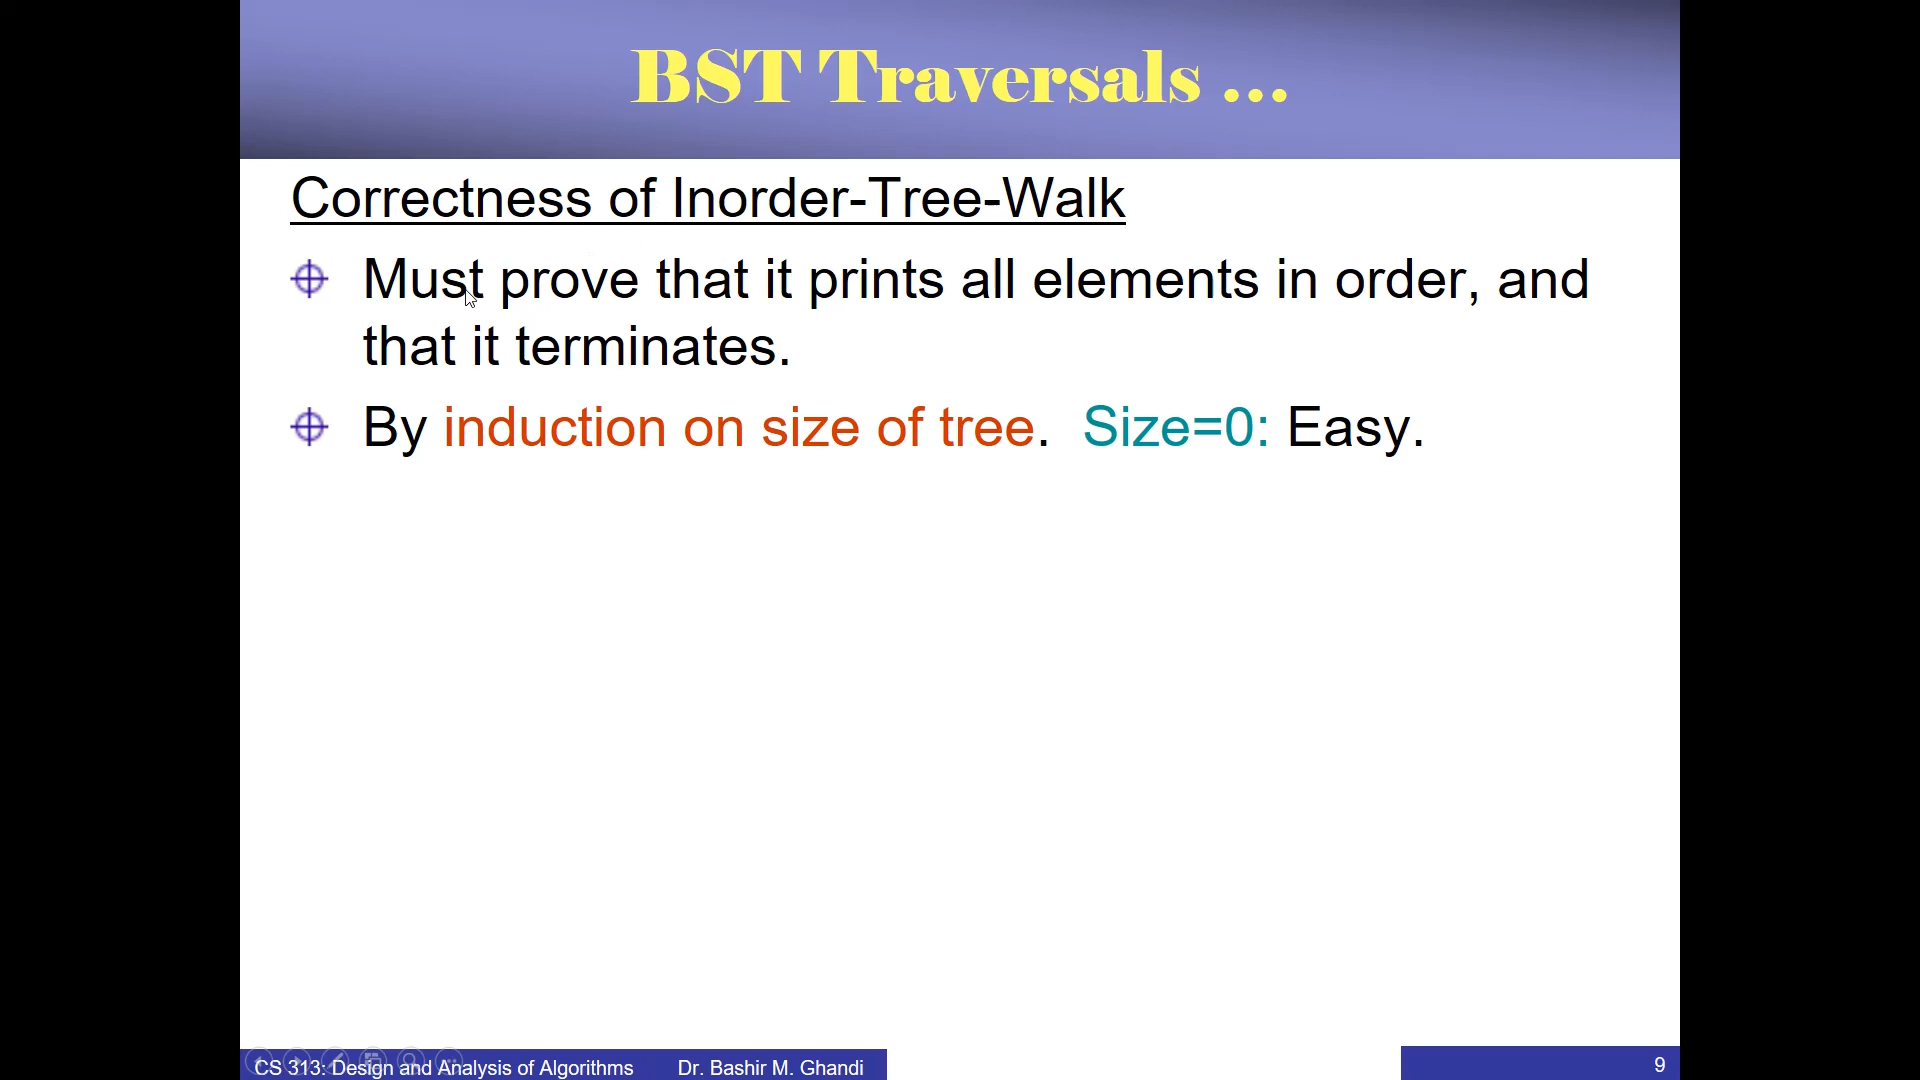 BST Traversals ...
Correctness of Inorder-Tree-Walk
Must prove that it prints all elements in order, and
that it terminates.
By induction on size of tree. Size=0: Easy.
CS 313: Design and Analysis of Algorithms Dr. Bashir M. Ghandi
9